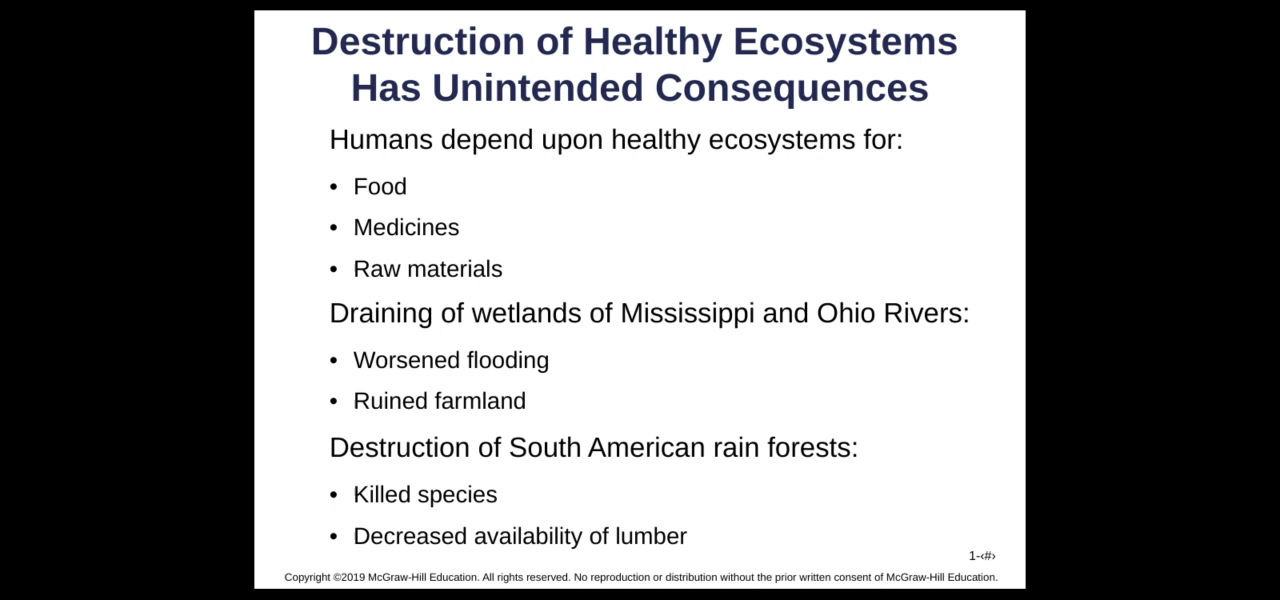 Destruction of Healthy Ecosystems
Has Unintended Consequences
Humans depend upon healthy ecosystems for:
• Food
• Medicines
• Raw materials
Draining of wetlands of Mississippi and Ohio Rivers:
• Worsened flooding
• Ruined farmland
Destruction of South American rain forests:
• Killed species
• Decreased availability of lumber
1-‹#›
Copyright ©2019 McGraw-Hill Education. All rights reserved. No reproduction or distribution without the prior written consent of McGraw-Hill Education.